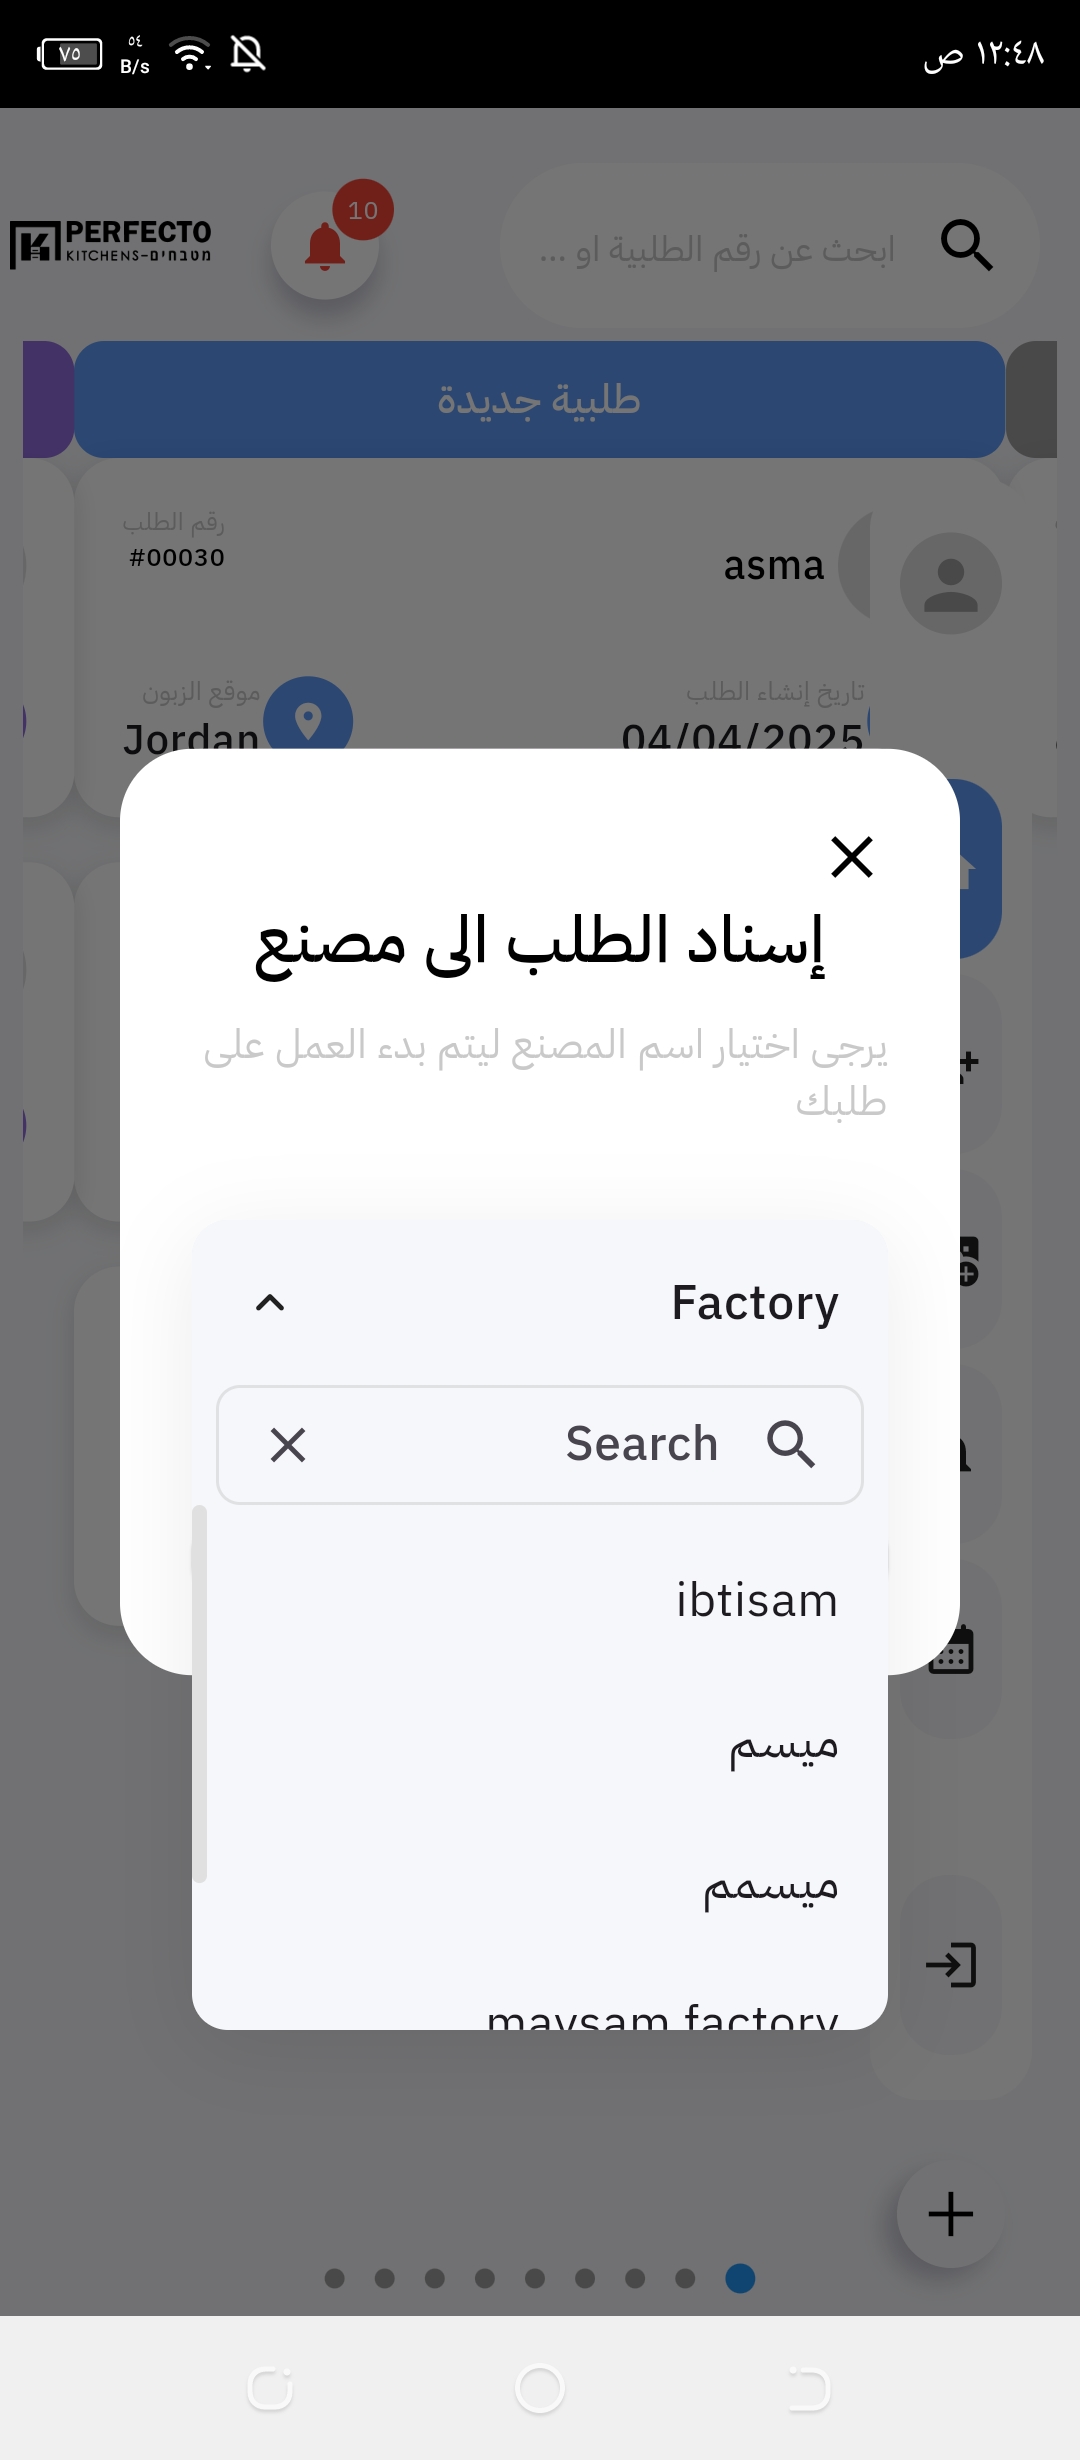 ١٢:٤٨ ص
٥٤
B/s
٧٥
ابحث عن رقم الطلبية او ...
10
PERFECTO
KITCHENS-מטבחים
طلبية جديدة
رقم الطلب
#00030
asma
تاريخ إنشاء الطلب
04/04/2025
موقع الزبون
Jordan
إسناد الطلب الى مصنع
يرجى اختيار اسم المصنع ليتم بدء العمل على
طلبك
Factory
Search
ibtisam
ميسم
ميسمم
maysam factory